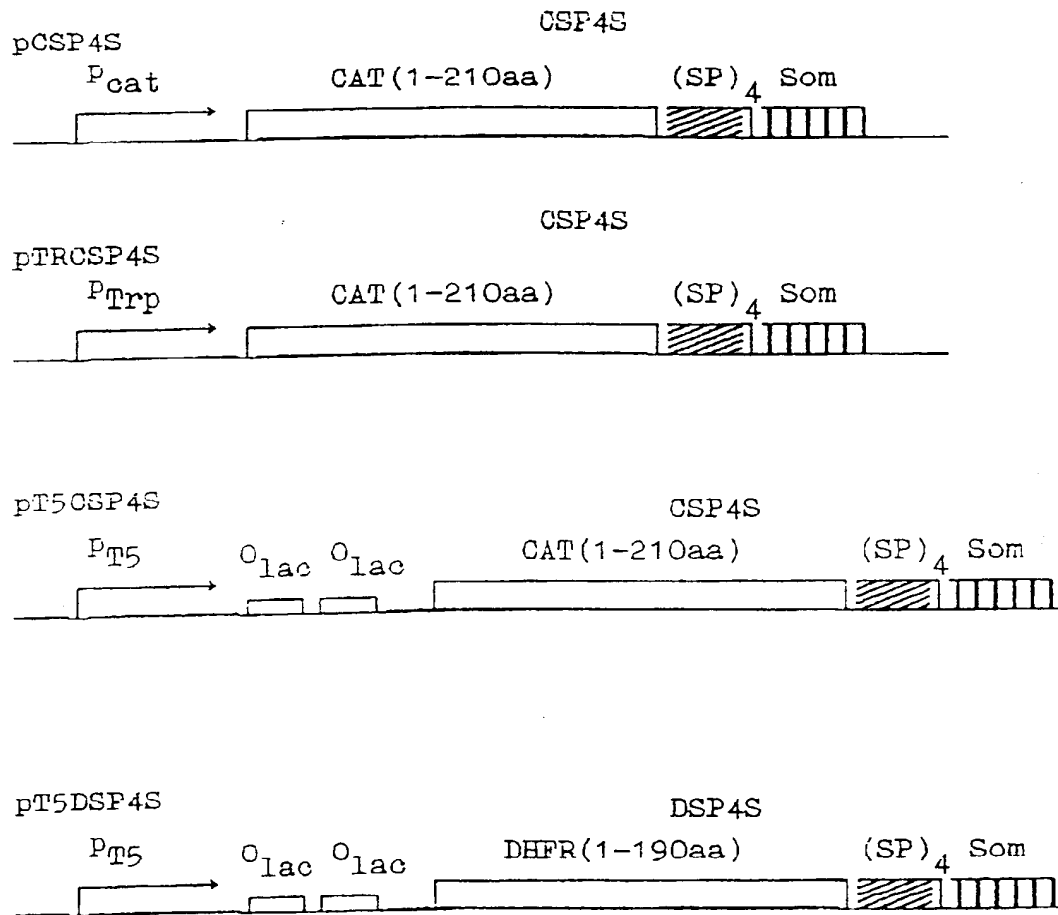 CSP4S
pCSP4S
Pcat CAT(1-210aa) (SP)4 Som
CSP4S
pTRCSP4S
PTrp CAT(1-210aa) (SP)4 Som
pT5CSP4S CSP4S
PT5 Olac Olac CAT(1-210aa) (SP)4 Som
pT5DSP4S DSP4S
PT5 Olac Olac DHFR(1-190aa) (SP)4 Som